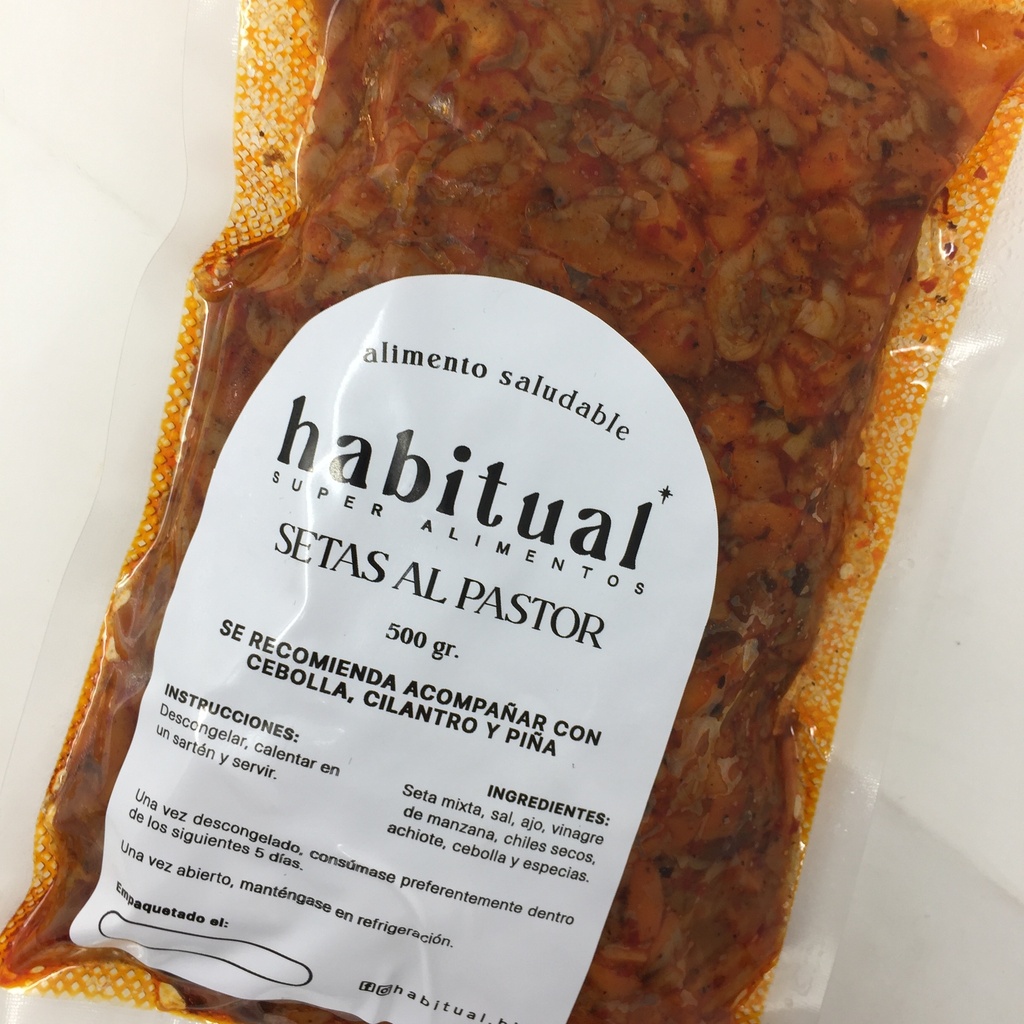 alimento saludable
habitual
SUPER ALIMENTOS
SETAS AL PASTOR
500 gr.
SE RECOMIENDA ACOMPAÑAR CON
CEBOLLA, CILANTRO Y PIÑA
INSTRUCCIONES:
Descongelar, calentar en
un sartén y servir.
INGREDIENTES:
Seta mixta, sal, ajo, vinagre
de manzana, chiles secos,
achiote, cebolla y especias.
Una vez descongelado, consúmase preferentemente dentro
de los siguientes 5 días.
Una vez abierto, manténgase en refrigeración.
Empaquetado el: